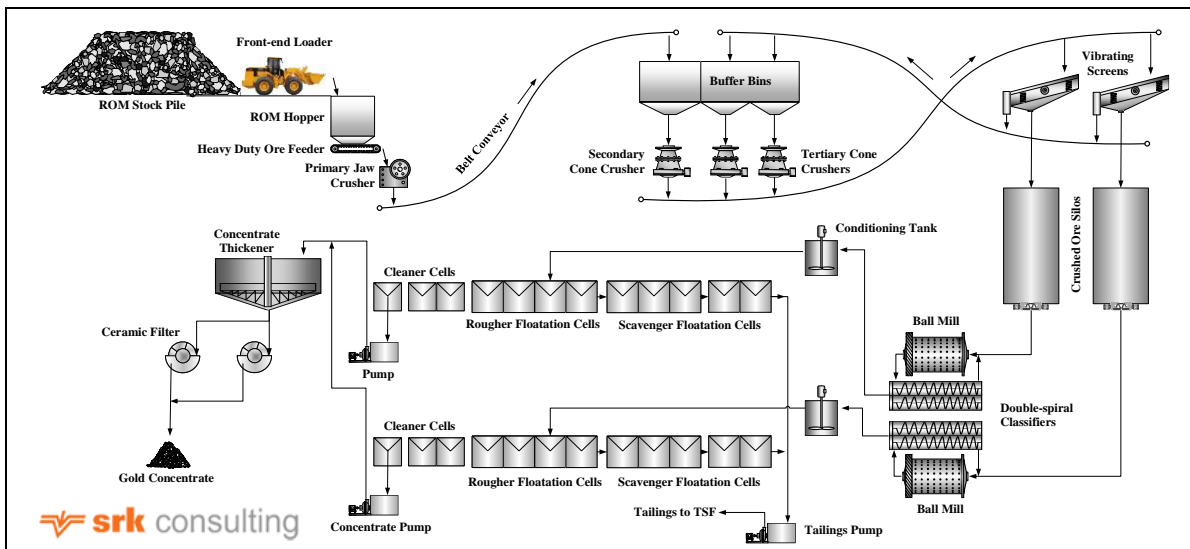 Front-end Loader
ROM Stock Pile
ROM Hopper
Heavy Duty Ore Feeder
Primary Jaw
Crusher
Belt Conveyor
Buffer Bins
Secondary
Cone Crusher
Tertiary Cone
Crushers
Vibrating
Screens
Crushed Ore Silos
Conditioning Tank
Concentrate
Thickener
Cleaner Cells
Rougher Floatation Cells
Scavenger Floatation Cells
Ceramic Filter
Pump
Ball Mill
Double-spiral
Classifiers
Cleaner Cells
Rougher Floatation Cells
Scavenger Floatation Cells
Gold Concentrate
Concentrate Pump
Ball Mill
Tailings to TSF
Tailings Pump
srk consulting